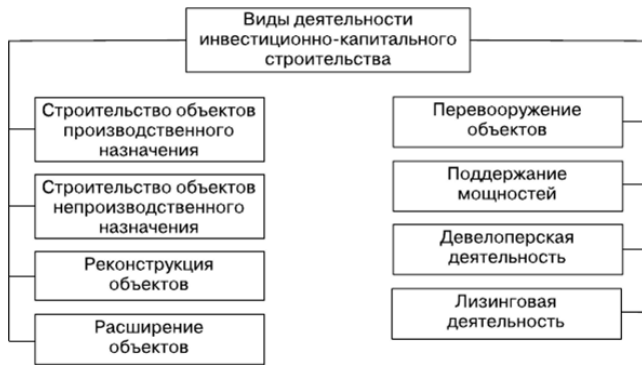 Виды деятельности
инвестиционно-капитального
строительства
Строительство объектов
производственного
назначения
Строительство объектов
непроизводственного
назначения
Реконструкция
объектов
Расширение
объектов
Перевооружение
объектов
Поддержание
мощностей
Девелоперская
деятельность
Лизинговая
деятельность